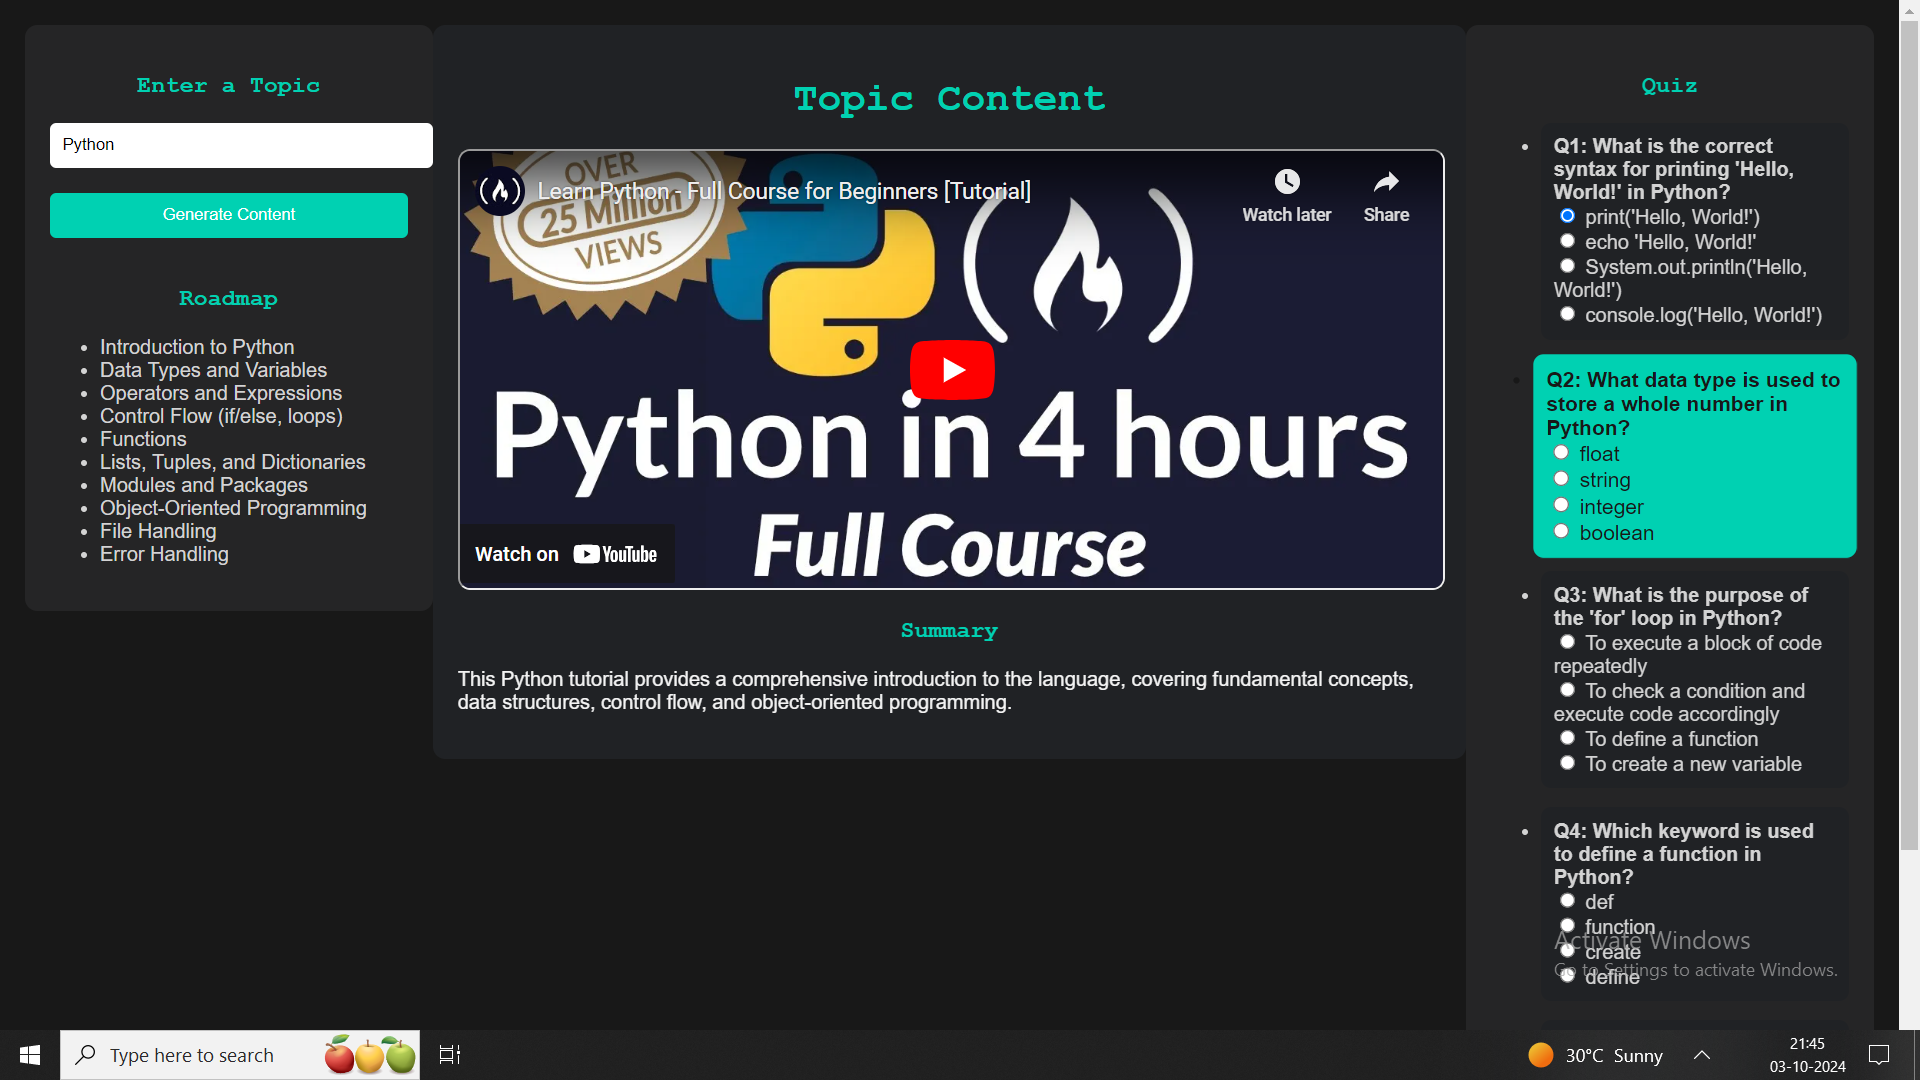 Enter a Topic
Python
Generate Content
Roadmap
Introduction to Python
Data Types and Variables
Operators and Expressions
Control Flow (if/else, loops)
Functions
Lists, Tuples, and Dictionaries
Modules and Packages
Object-Oriented Programming
File Handling
Error Handling
Topic Content
OVER
25 Million
VIEWS
Learn Python - Full Course for Beginners [Tutorial]
Watch later
Share
Python in 4 hours
Full Course
Watch on YouTube
Summary
This Python tutorial provides a comprehensive introduction to the language, covering fundamental concepts,
data structures, control flow, and object-oriented programming.
Quiz
Q1: What is the correct
syntax for printing 'Hello,
World!' in Python?
print('Hello, World!')
echo 'Hello, World!'
System.out.println('Hello,
World!')
console.log('Hello, World!')
Q2: What data type is used to
store a whole number in
Python?
float
string
integer
boolean
Q3: What is the purpose of
the 'for' loop in Python?
To execute a block of code
repeatedly
To check a condition and
execute code accordingly
To define a function
To create a new variable
Q4: Which keyword is used
to define a function in
Python?
def
function
create
define
Activate Windows
Go to Settings to activate Windows.
Type here to search
30°C Sunny
21:45
03-10-2024